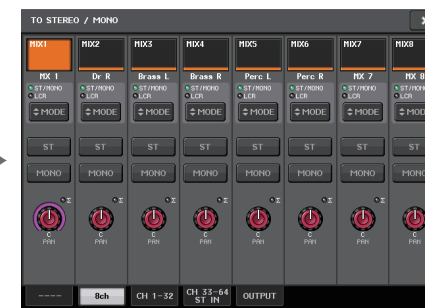 TO STEREO / MONO
MIX1 MIX2 MIX3 MIX4 MIX5 MIX6 MIX7 MIX8
MX 1 Dr R Brass L Brass R Perc L Perc R MX 7 MX 8
ST/MONO ST/MONO ST/MONO ST/MONO ST/MONO ST/MONO ST/MONO ST/MONO
LCR LCR LCR LCR LCR LCR LCR LCR
MODE MODE MODE MODE MODE MODE MODE MODE
ST ST ST ST ST ST ST ST
MONO MONO MONO MONO MONO MONO MONO MONO
Σ Σ Σ Σ Σ Σ Σ
C C C C C C C C
PAN PAN PAN PAN PAN PAN PAN PAN
---- 8ch CH 1-32 CH 33-64 ST IN OUTPUT